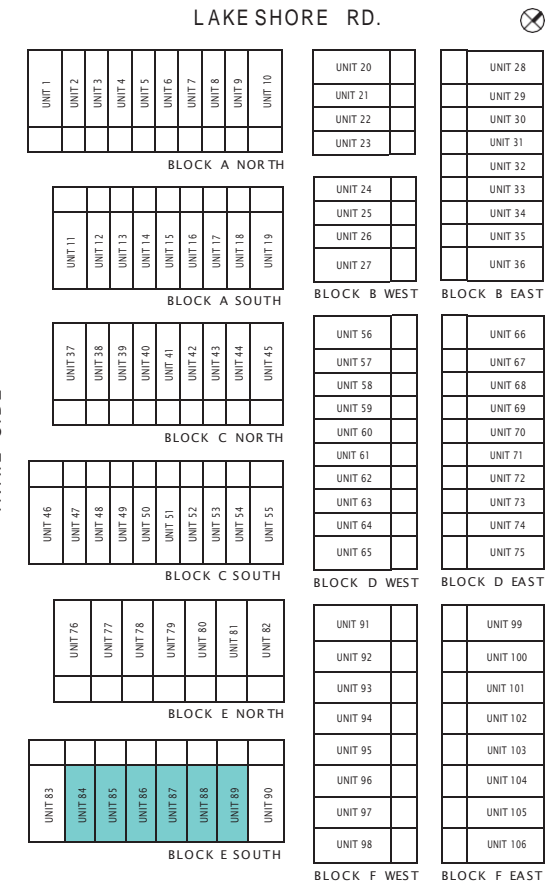 LAKE SHORE RD.
UNIT 1
UNIT 2
UNIT 3
UNIT 4
UNIT 5
UNIT 6
UNIT 7
UNIT 8
UNIT 9
UNIT 10
BLOCK A NORTH
UNIT 11
UNIT 12
UNIT 13
UNIT 14
UNIT 15
UNIT 16
UNIT 17
UNIT 18
UNIT 19
BLOCK A SOUTH
UNIT 20
UNIT 21
UNIT 22
UNIT 23
UNIT 24
UNIT 25
UNIT 26
UNIT 27
BLOCK B WEST
UNIT 28
UNIT 29
UNIT 30
UNIT 31
UNIT 32
UNIT 33
UNIT 34
UNIT 35
UNIT 36
BLOCK B EAST
UNIT 37
UNIT 38
UNIT 39
UNIT 40
UNIT 41
UNIT 42
UNIT 43
UNIT 44
UNIT 45
BLOCK C NORTH
UNIT 46
UNIT 47
UNIT 48
UNIT 49
UNIT 50
UNIT 51
UNIT 52
UNIT 53
UNIT 54
UNIT 55
BLOCK C SOUTH
UNIT 56
UNIT 57
UNIT 58
UNIT 59
UNIT 60
UNIT 61
UNIT 62
UNIT 63
UNIT 64
UNIT 65
BLOCK D WEST
UNIT 66
UNIT 67
UNIT 68
UNIT 69
UNIT 70
UNIT 71
UNIT 72
UNIT 73
UNIT 74
UNIT 75
BLOCK D EAST
UNIT 76
UNIT 77
UNIT 78
UNIT 79
UNIT 80
UNIT 81
UNIT 82
BLOCK E NORTH
UNIT 83
UNIT 84
UNIT 85
UNIT 86
UNIT 87
UNIT 88
UNIT 89
UNIT 90
BLOCK E SOUTH
UNIT 91
UNIT 92
UNIT 93
UNIT 94
UNIT 95
UNIT 96
UNIT 97
UNIT 98
BLOCK F WEST
UNIT 99
UNIT 100
UNIT 101
UNIT 102
UNIT 103
UNIT 104
UNIT 105
UNIT 106
BLOCK F EAST